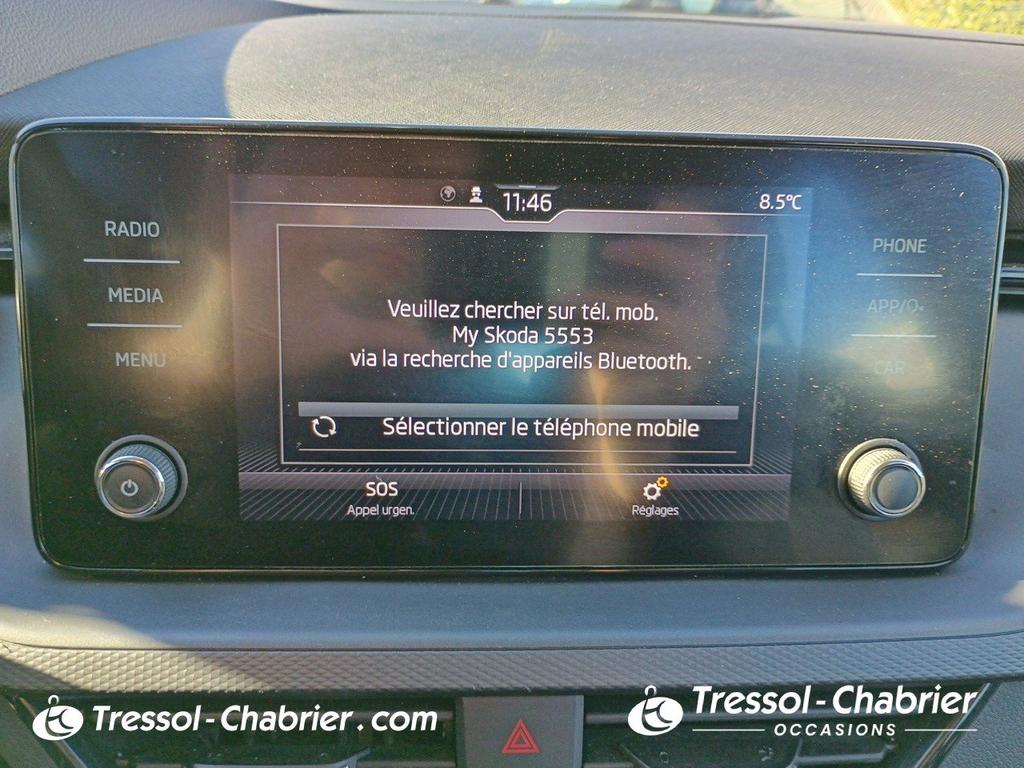 11:46
8.5°C
RADIO
MEDIA
MENU
Veuillez chercher sur tél. mob.
My Skoda 5553
via la recherche d'appareils Bluetooth.
Sélectionner le téléphone mobile
SOS
Appel urgen.
Réglages
PHONE
APP/
CAR
Tressol-Chabrier.com
Tressol-Chabrier
OCCASIONS